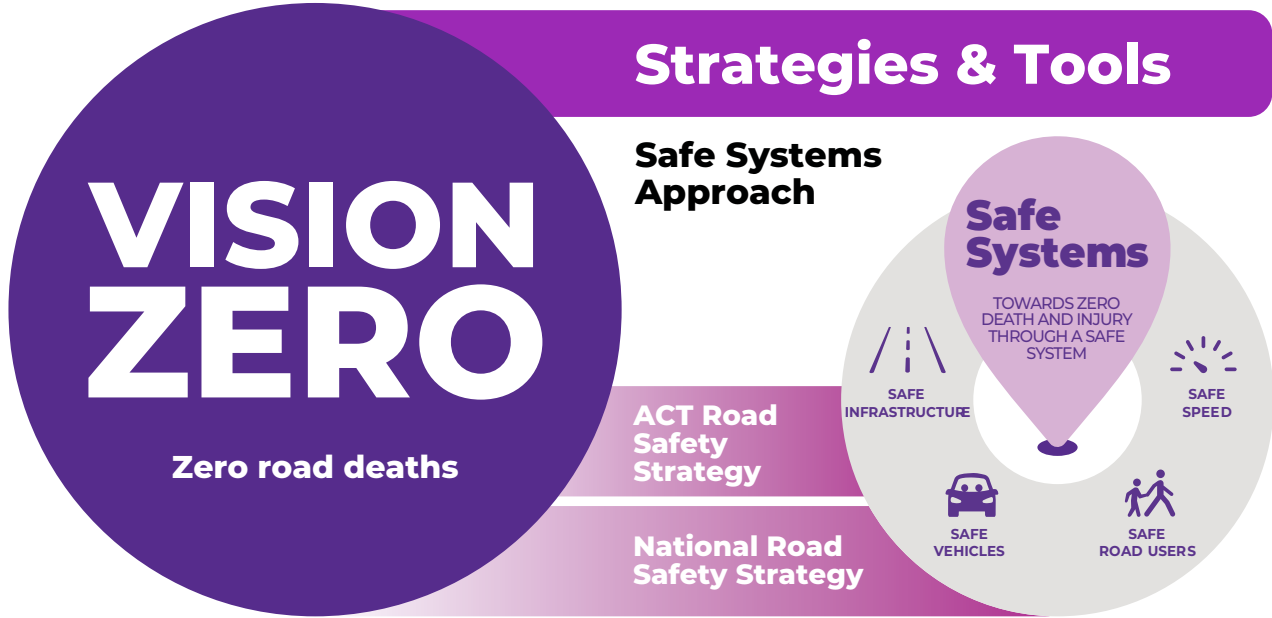 VISION
ZERO
Zero road deaths
Strategies & Tools
Safe Systems
Approach
ACT Road
Safety
Strategy
National Road
Safety Strategy
Safe
Systems
TOWARDS ZERO
DEATH AND INJURY
THROUGH A SAFE
SYSTEM
SAFE
INFRASTRUCTURE
SAFE
SPEED
SAFE
VEHICLES
SAFE
ROAD USERS